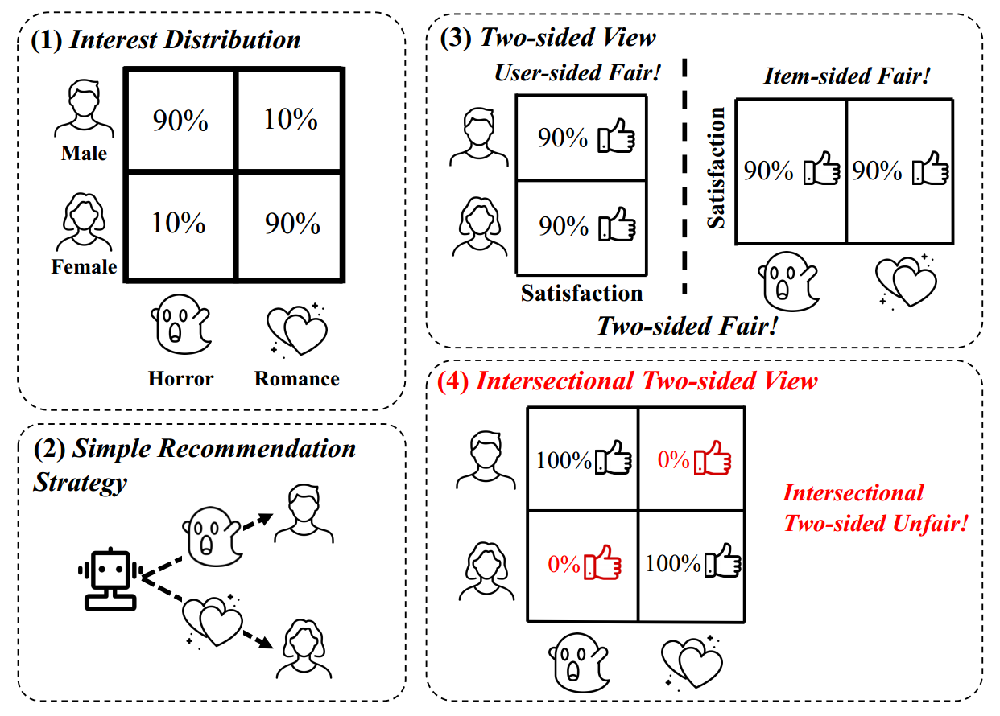 (1) Interest Distribution
90% 10%
Male
10% 90%
Female
Horror Romance
(2) Simple Recommendation
Strategy
(3) Two-sided View
User-sided Fair!
90%
90%
Satisfaction
Item-sided Fair!
Satisfaction
90% 90%
Two-sided Fair!
(4) Intersectional Two-sided View
100% 0%
0% 100%
Intersectional
Two-sided Unfair!